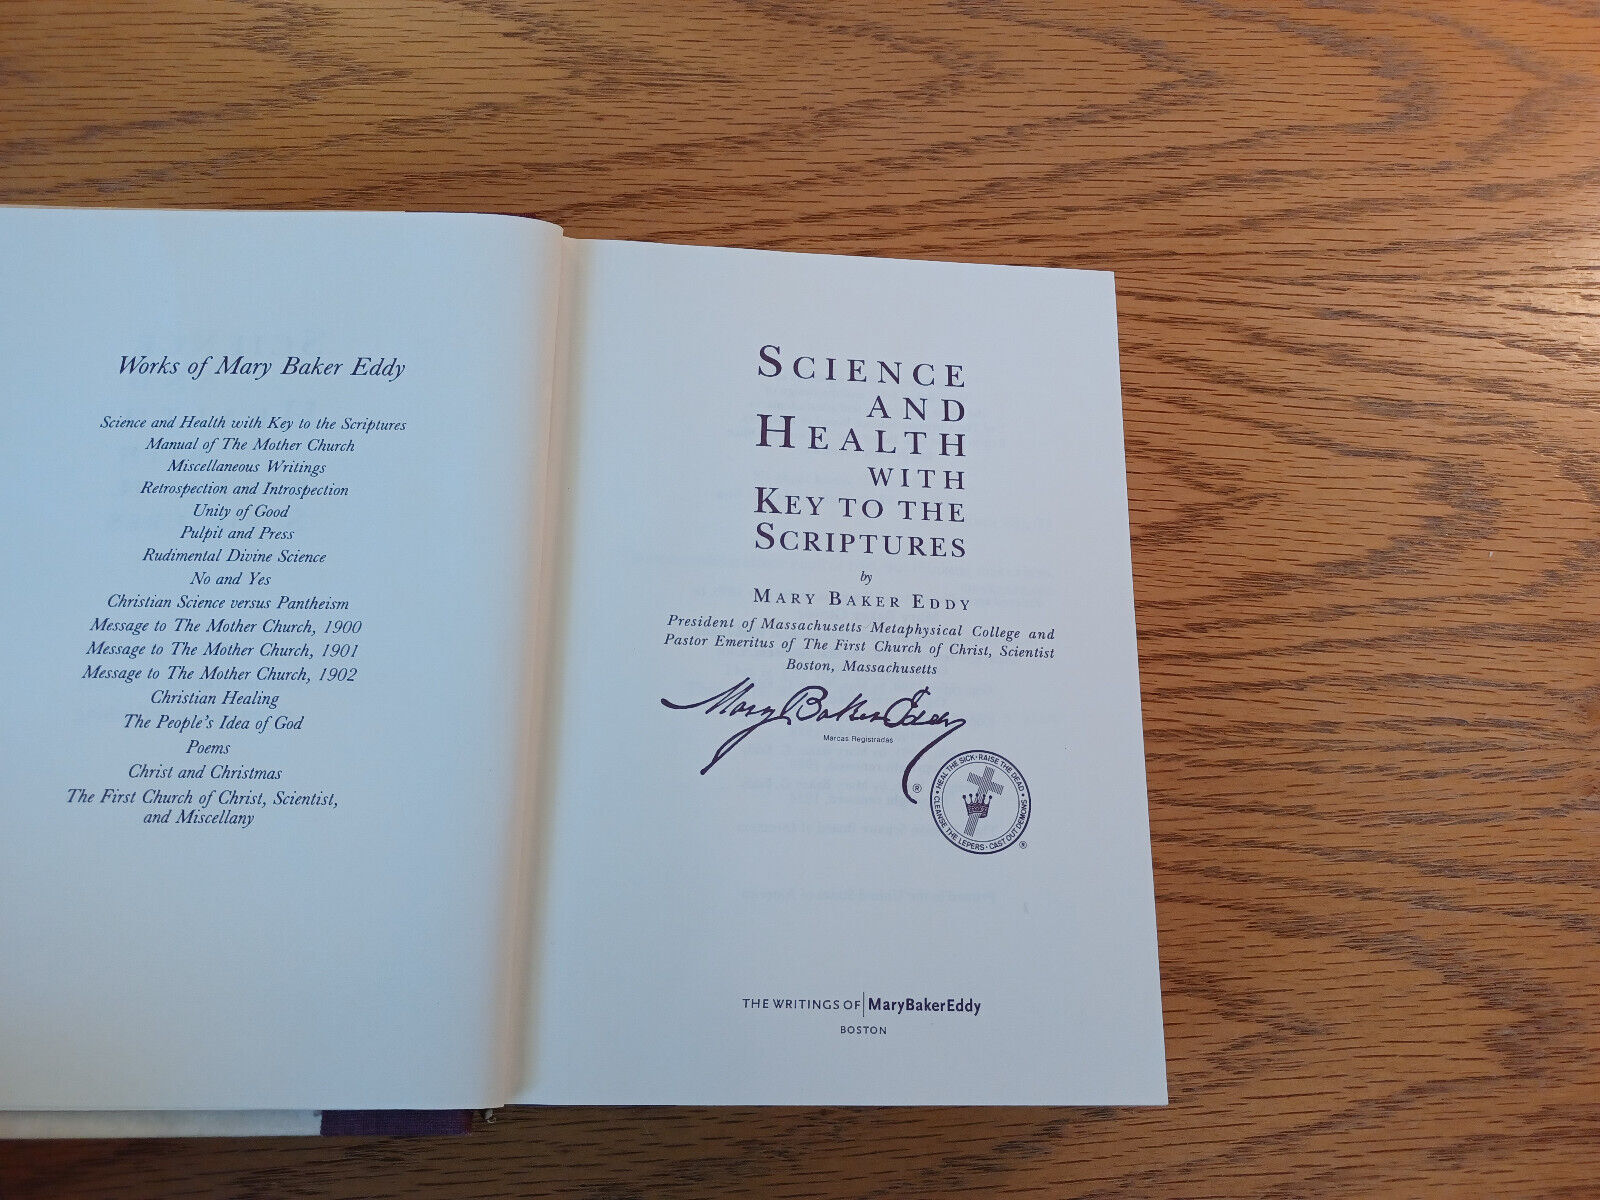 Works of Mary Baker Eddy
Science and Health with Key to the Scriptures
Manual of The Mother Church
Miscellaneous Writings
Retrospection and Introspection
Unity of Good
Pulpit and Press
Rudimental Divine Science
No and Yes
Christian Science versus Pantheism
Message to The Mother Church, 1900
Message to The Mother Church, 1901
Message to The Mother Church, 1902
Christian Healing
The People's Idea of God
Poems
Christ and Christmas
The First Church of Christ, Scientist,
and Miscellany
SCIENCE
AND
HEALTH
WITH
KEY TO THE
SCRIPTURES
by
MARY BAKER EDDY
President of Massachusetts Metaphysical College and
Pastor Emeritus of The First Church of Christ, Scientist
Boston, Massachusetts
Mary Baker Eddy
Marcas Registradas
®
HEAL THE SICK • RAISE THE DEAD • CAST OUT DEMONS • CLEANSE THE LEPERS •
®
THE WRITINGS OF | MaryBakerEddy
BOSTON